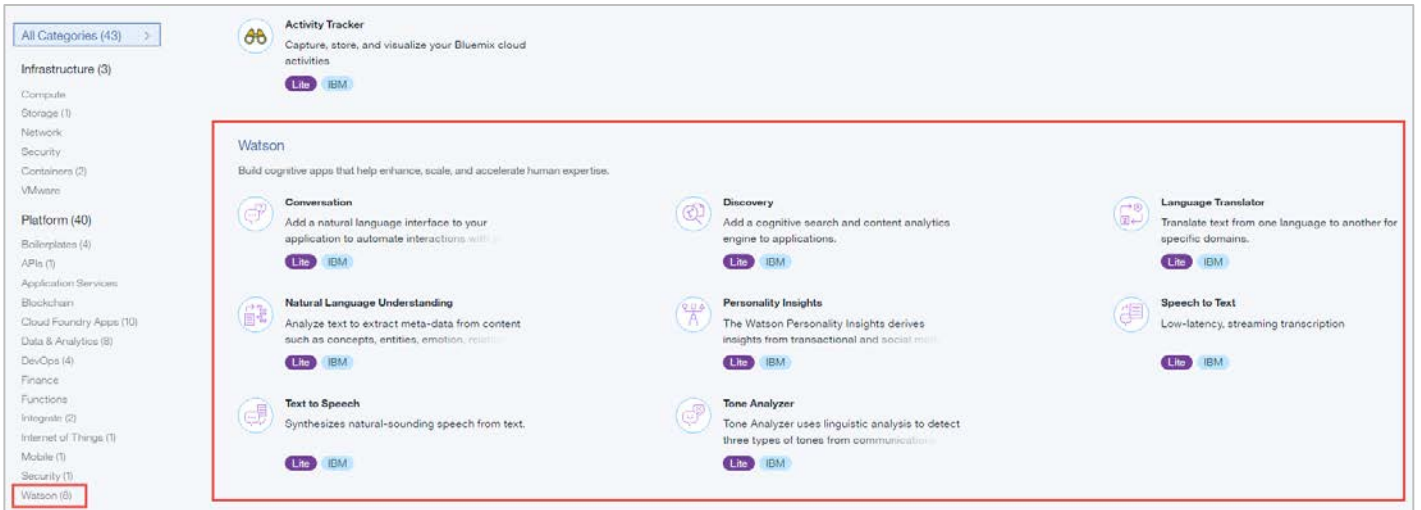 All Categories (43) >
Infrastructure (3)
Compute
Storage (1)
Network
Security
Containers (2)
VMware
Platform (40)
Boilerplates (4)
APIs (1)
Application Services
Blockchain
Cloud Foundry Apps (10)
Data & Analytics (8)
DevOps (4)
Finance
Functions
Integrate (2)
Internet of Things (1)
Mobile (1)
Security (1)
Watson (8)
Activity Tracker
Capture, store, and visualize your Bluemix cloud
activities
Lite IBM
Watson
Build cognitive apps that help enhance, scale, and accelerate human expertise.
Conversation
Add a natural language interface to your
application to automate interactions with
Lite IBM
Discovery
Add a cognitive search and content analytics
engine to applications.
Lite IBM
Language Translator
Translate text from one language to another for
specific domains.
Lite IBM
Natural Language Understanding
Analyze text to extract meta-data from content
such as concepts, entities, emotion,
Lite IBM
Personality Insights
The Watson Personality Insights derives
insights from transactional and social
Lite IBM
Speech to Text
Low-latency, streaming transcription
Lite IBM
Text to Speech
Synthesizes natural-sounding speech from text.
Lite IBM
Tone Analyzer
Tone Analyzer uses linguistic analysis to detect
three types of tones from communications
Lite IBM